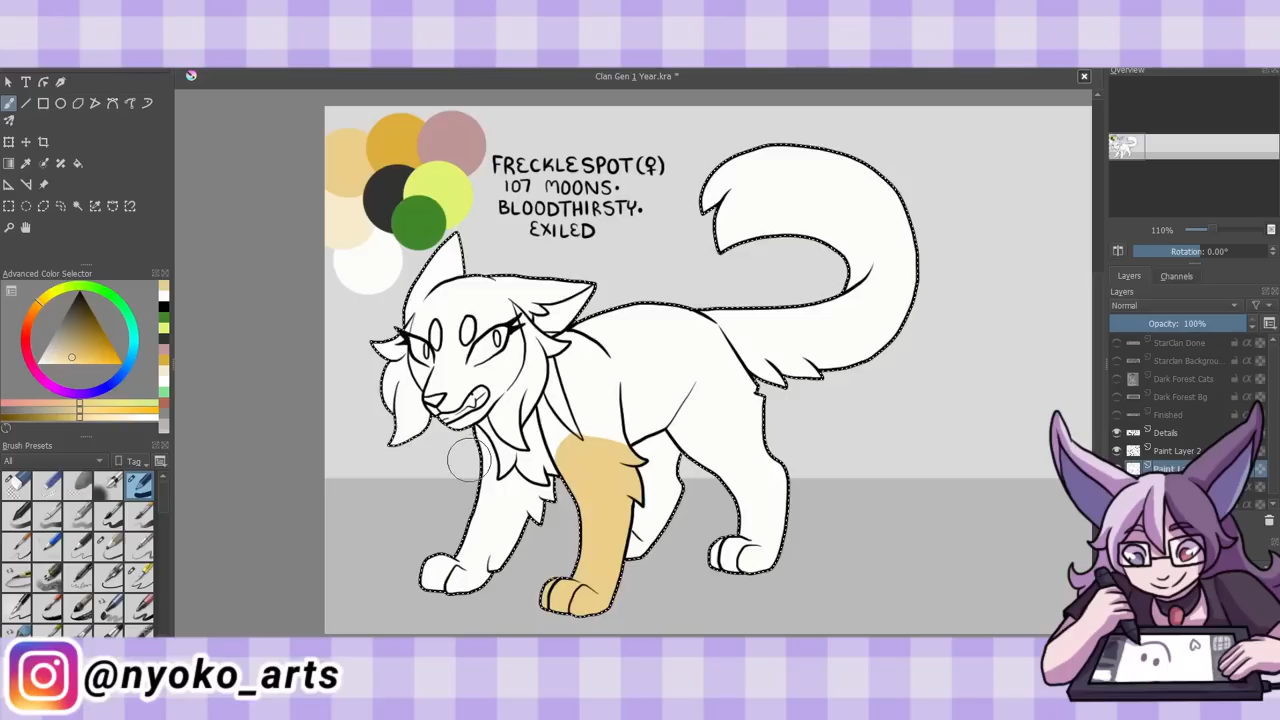 Clan Gen 1 Year.kra *
Overview
FRECKLESPOT(♀)
107 MOONS.
BLOODTHIRSTY.
EXILED
110%
Rotation: 0.00°
Advanced Color Selector
Layers Channels
Layers
Normal
Opacity: 100%
StarClan Done
Starclan Backgrou...
Dark Forest Cats
Dark Forest Bg
Finished
Details
Paint Layer 2
Brush Presets
All
Tag
@nyoko_arts